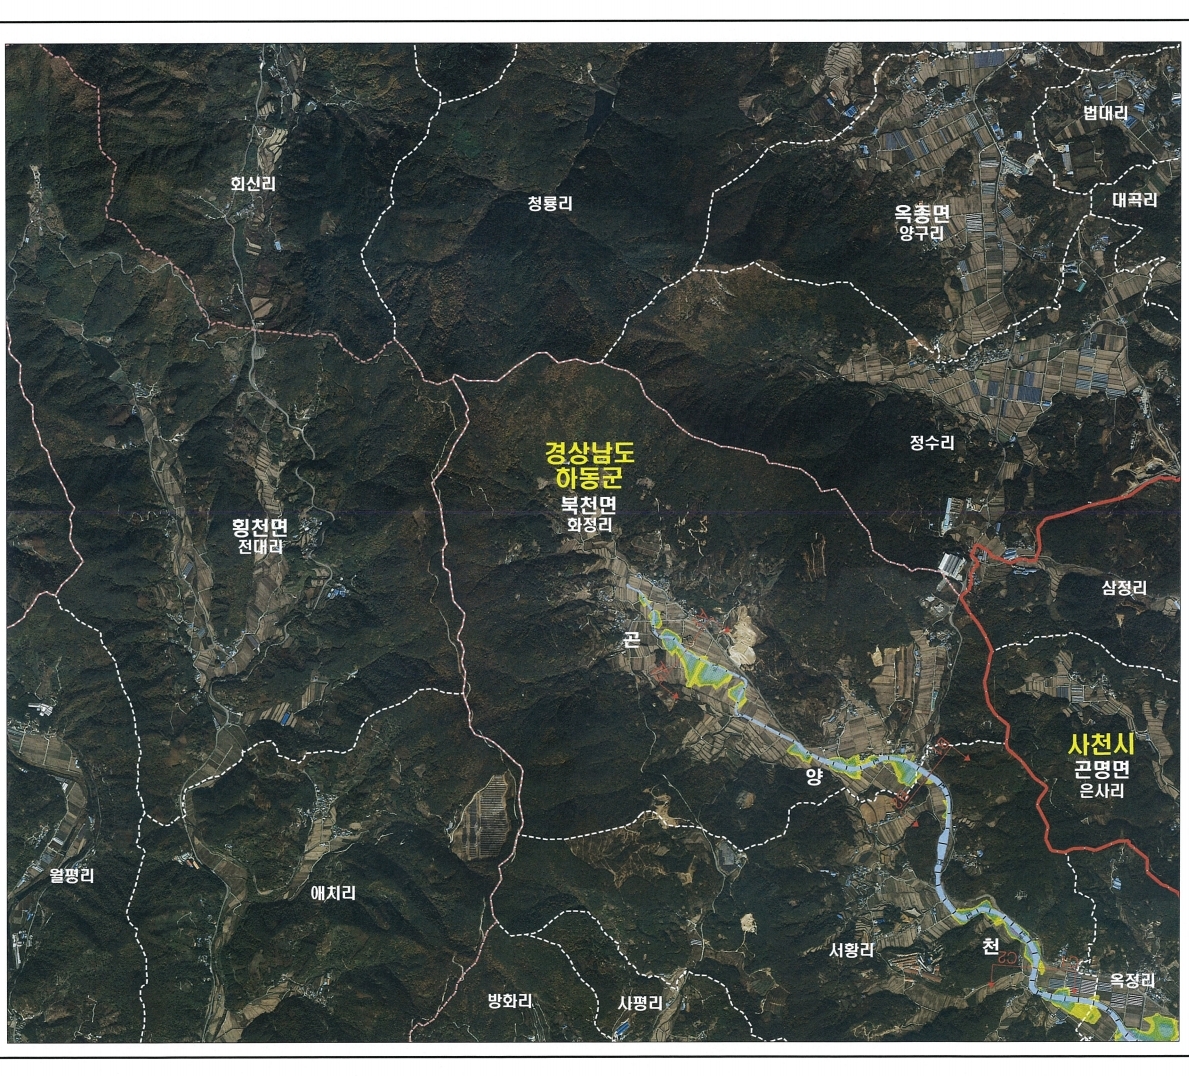 법대리
회신리
청룡리
대곡리
옥종면
양구리
정수리
경상남도
하동군
북천면
화정리
횡천면
전대리
삼정리
곤
사천시
곤명면
은사리
양
월평리
애치리
서황리
천
옥정리
방화리
사평리